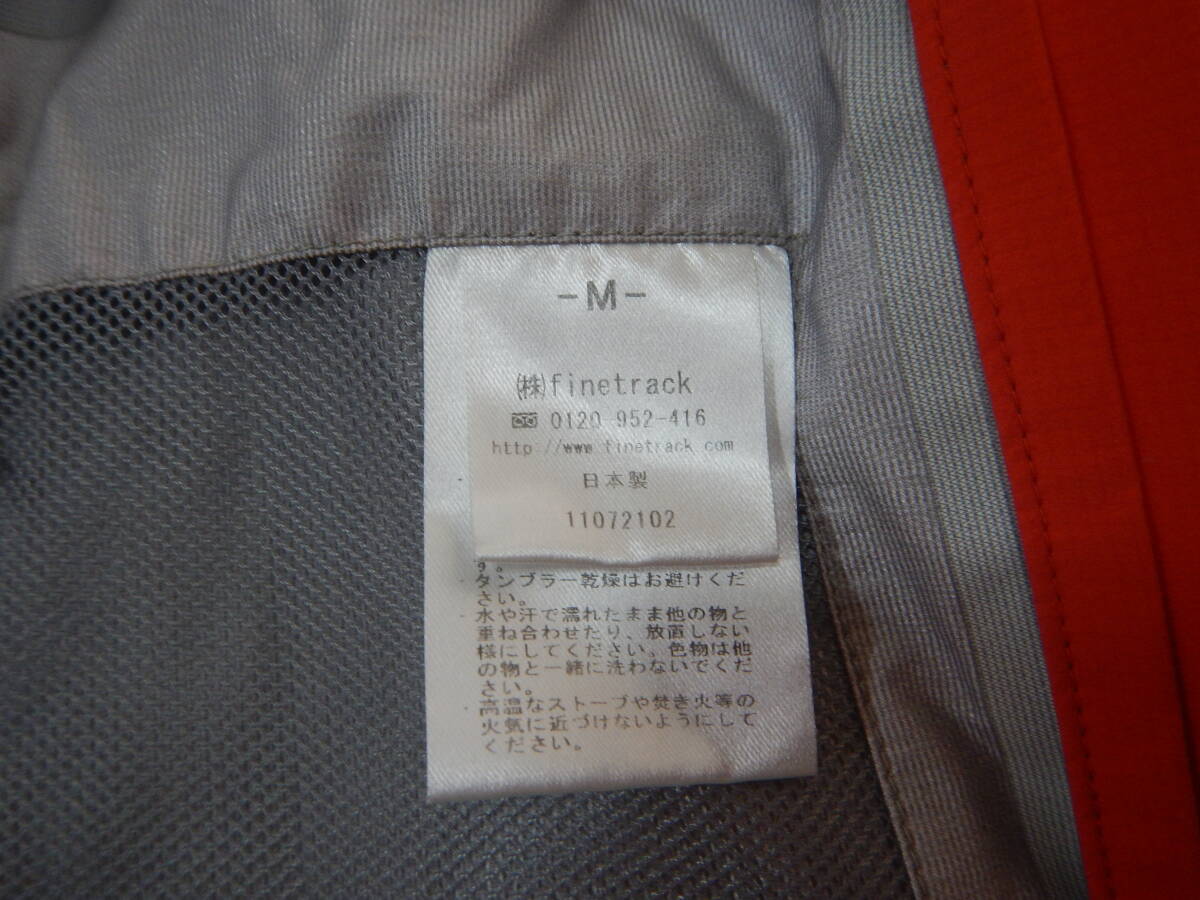 -M-
㈱finetrack
0120-952-416
http://www.finetrack.com
日本製
11072102
す。
・タンブラー乾燥はお避けくだ
さい。
・水や汗で濡れたまま他の物と
重ね合わせたり、放置しない
様にしてください。色物は他
の物と一緒に洗わないでくだ
さい。
・高温なストーブや焚き火等の
火気に近づけないようにして
ください。